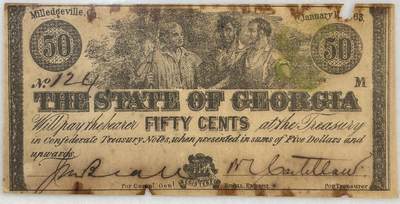 Milledgeville, January 1, 1863.
50 50
No 126 M
THE STATE OF GEORGIA
Will pay the bearer FIFTY CENTS at the Treasury
in Confederate Treasury Notes, when presented in sums of Five Dollars and
upwards.
For Compt. Genl For Treasurer